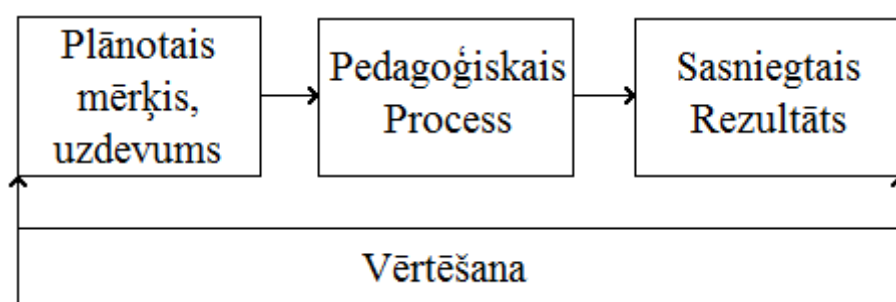 Plānotais
mērķis,
uzdevums
Pedagoģiskais
Process
Sasniegtais
Rezultāts
Vērtēšana